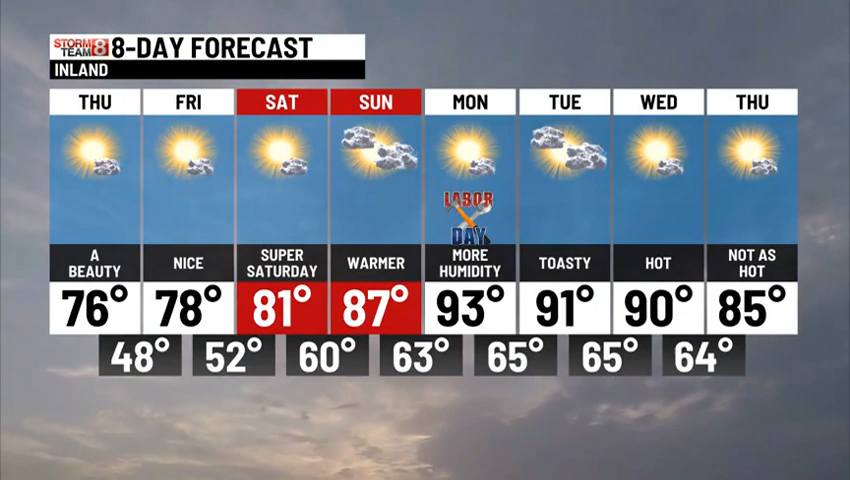 STORM TEAM 8 8-DAY FORECAST
INLAND
THU FRI SAT SUN MON TUE WED THU
LABOR
DAY
A BEAUTY NICE SUPER SATURDAY WARMER MORE HUMIDITY TOASTY HOT NOT AS HOT
76° 78° 81° 87° 93° 91° 90° 85°
48° 52° 60° 63° 65° 65° 64°